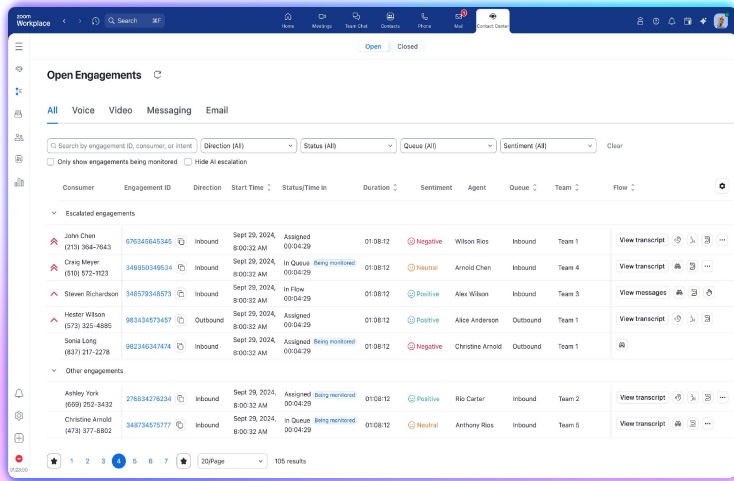 zoom
Workplace
Search ⌘F
Home
Meetings
Team Chat
Contacts
Phone
Mail
Contact Center
Open Closed
Open Engagements
All Voice Video Messaging Email
Search by engagement ID, consumer, or intent Direction (All) Status (All) Queue (All) Sentiment (All) Clear
Only show engagements being monitored Hide AI escalation
Consumer Engagement ID Direction Start Time Status/Time In Duration Sentiment Agent Queue Team Flow
Escalated engagements
John Chen
(213) 364-7643 676345645345 Inbound Sept 29, 2024, 8:00:32 AM Assigned 00:04:29 01:08:12 Negative Wilson Rios Inbound Team 1 View transcript
Craig Meyer
(510) 572-1123 349850349534 Inbound Sept 29, 2024, 8:00:32 AM In Queue Being monitored 00:04:29 01:08:12 Neutral Arnold Chen Inbound Team 4 View transcript
Steven Richardson 348579348573 Inbound Sept 29, 2024, 8:00:32 AM In Flow 00:04:29 01:08:12 Positive Alex Wilson Inbound Team 3 View messages
Hester Wilson
(573) 325-4885 983434573457 Outbound Sept 29, 2024, 8:00:32 AM Assigned 00:04:29 01:08:12 Positive Alice Anderson Outbound Team 1 View transcript
Sonia Long
(837) 217-2278 982346347474 Inbound Sept 29, 2024, 8:00:32 AM Assigned Being monitored 00:04:29 01:08:12 Negative Christine Arnold Outbound Team 1
Other engagements
Ashley York
(669) 252-3432 276834276234 Inbound Sept 29, 2024, 8:00:32 AM Assigned Being monitored 00:04:29 01:08:12 Positive Rio Carter Inbound Team 2 View transcript
Christine Arnold
(473) 377-8802 348734575777 Inbound Sept 29, 2024, 8:00:32 AM In Queue Being monitored 00:04:29 01:08:12 Neutral Anthony Rios Inbound Team 5 View transcript
1 2 3 4 5 6 7 20/Page 105 results
01:23:00